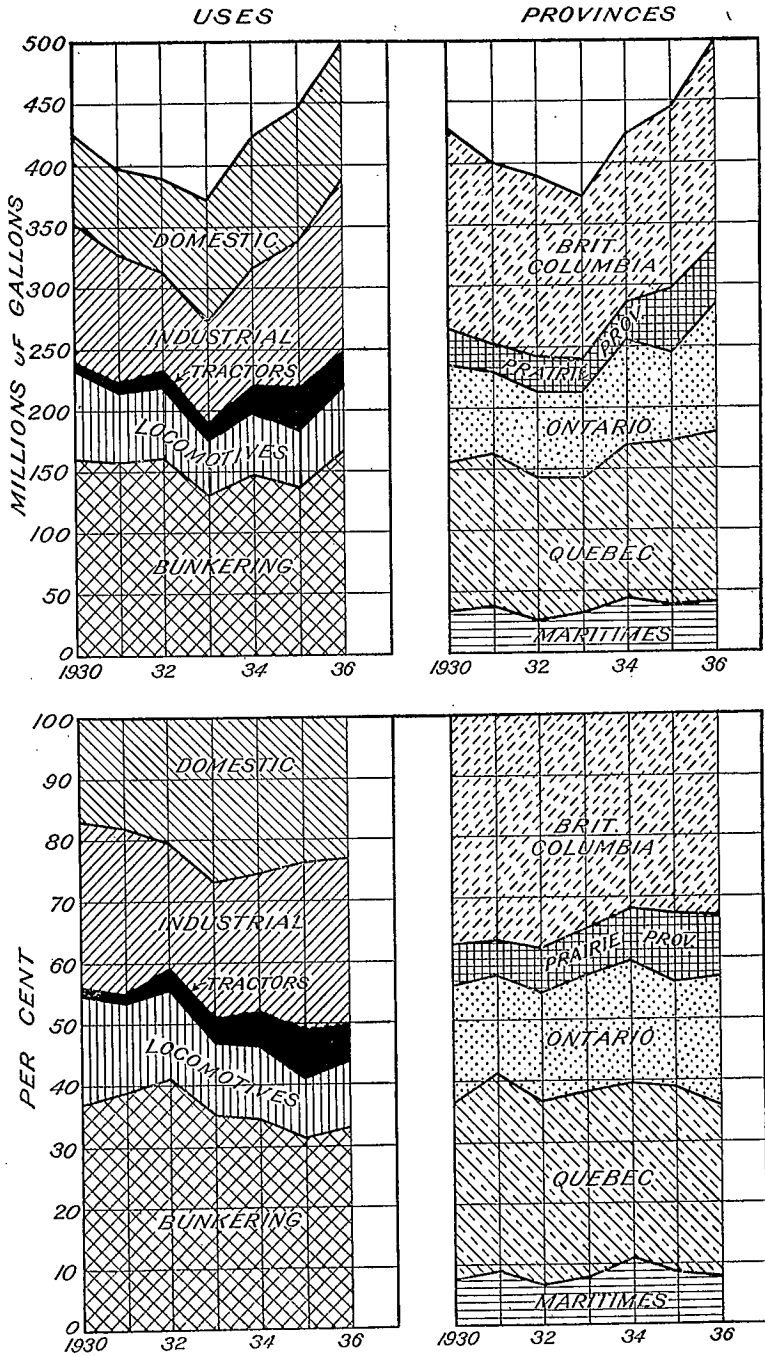 USES
PROVINCES
500
450
400
350
300
250
200
150
100
50
0
MILLIONS OF GALLONS
DOMESTIC
INDUSTRIAL
TRACTORS
LOCOMOTIVES
BUNKERING
1930 32 34 36
BRIT.
COLUMBIA
PRAIRIE PROV.
ONTARIO
QUEBEC
MARITIMES
1930 32 34 36
100
90
80
70
60
50
40
30
20
10
0
PER CENT
DOMESTIC
INDUSTRIAL
TRACTORS
LOCOMOTIVES
BUNKERING
1930 32 34 36
BRIT.
COLUMBIA
PRAIRIE PROV.
ONTARIO
QUEBEC
MARITIMES
1930 32 34 36